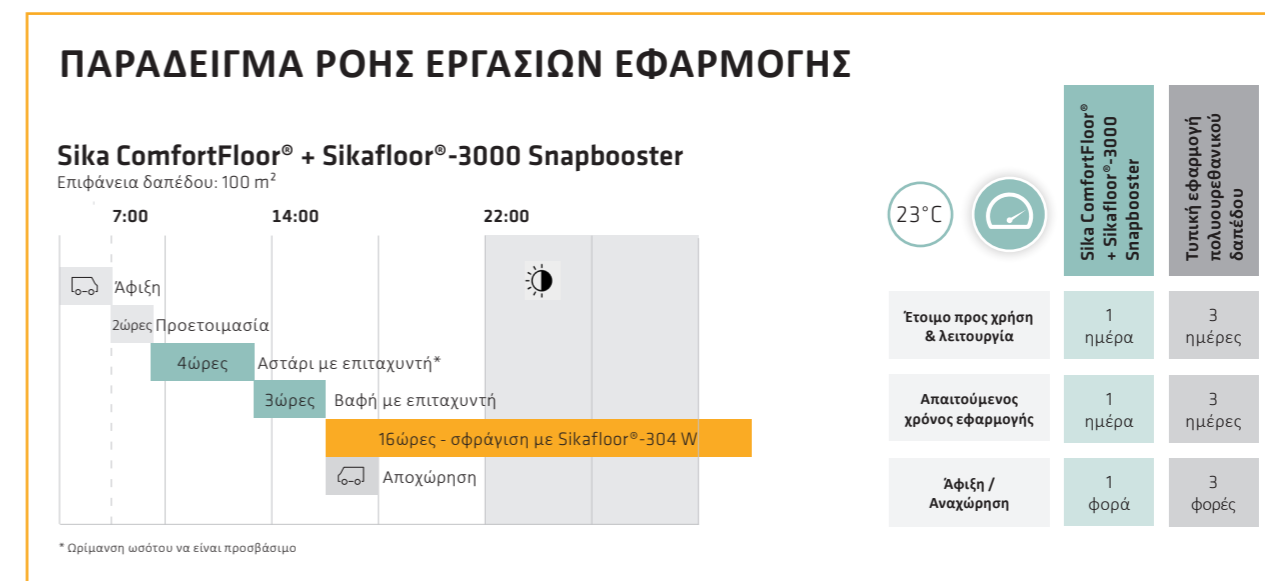 ΠΑΡΑΔΕΙΓΜΑ ΡΟΗΣ ΕΡΓΑΣΙΩΝ ΕΦΑΡΜΟΓΗΣ
Sika ComfortFloor® + Sikafloor®-3000 Snapbooster
Επιφάνεια δαπέδου: 100 m²
7:00 14:00 22:00
Άφιξη
2ώρες Προετοιμασία
4ώρες Αστάρι με επιταχυντή*
3ώρες Βαφή με επιταχυντή
16ώρες - σφράγιση με Sikafloor®-304 W
Αποχώρηση
* Ωρίμανση ωσότου να είναι προσβάσιμο
23°C
Sika ComfortFloor®
+ Sikafloor®-3000
Snapbooster
Τυπική εφαρμογή
πολυουρεθανικού
δαπέδου
Έτοιμο προς χρήση
& λειτουργία
1
ημέρα
3
ημέρες
Απαιτούμενος
χρόνος εφαρμογής
1
ημέρα
3
ημέρες
Άφιξη /
Αναχώρηση
1
φορά
3
φορές